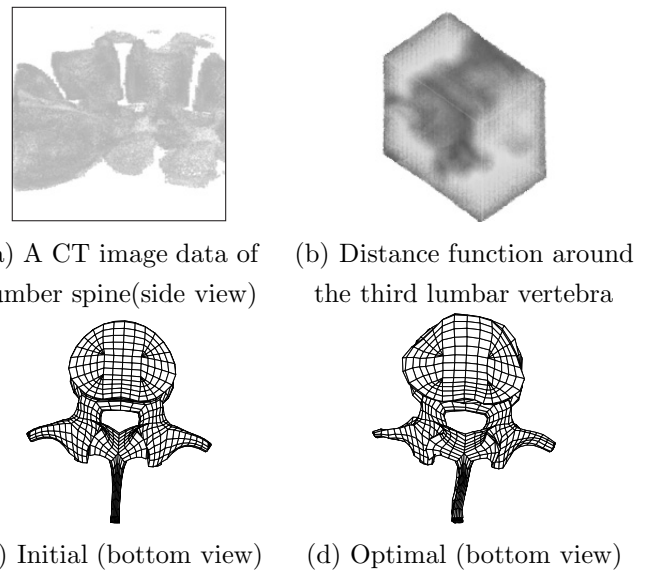 ) A CT image data of
umber spine(side view)
(b) Distance function around
the third lumbar vertebra
) Initial (bottom view)
(d) Optimal (bottom view)